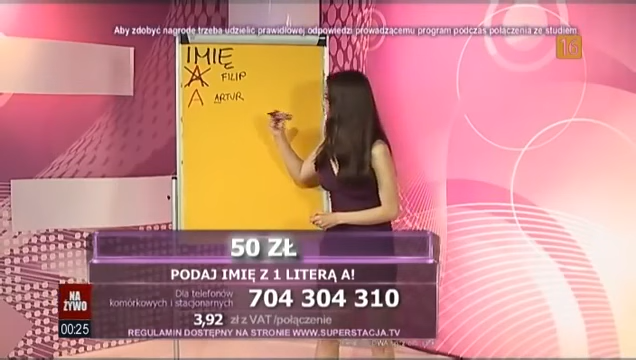 Aby zdobyć nagrodę trzeba udzielić prawidłowej odpowiedzi prowadzącemu program podczas połączenia ze studiem
16
IMIĘ
A FILIP
A ARTUR
50 ZŁ
PODAJ IMIĘ Z 1 LITERĄ A!
Dla telefonów
komórkowych i stacjonarnych 704 304 310
3,92 zł z VAT/połączenie
REGULAMIN DOSTĘPNY NA STRONIE WWW.SUPERSTACJA.TV
NA
ŻYWO
00:25